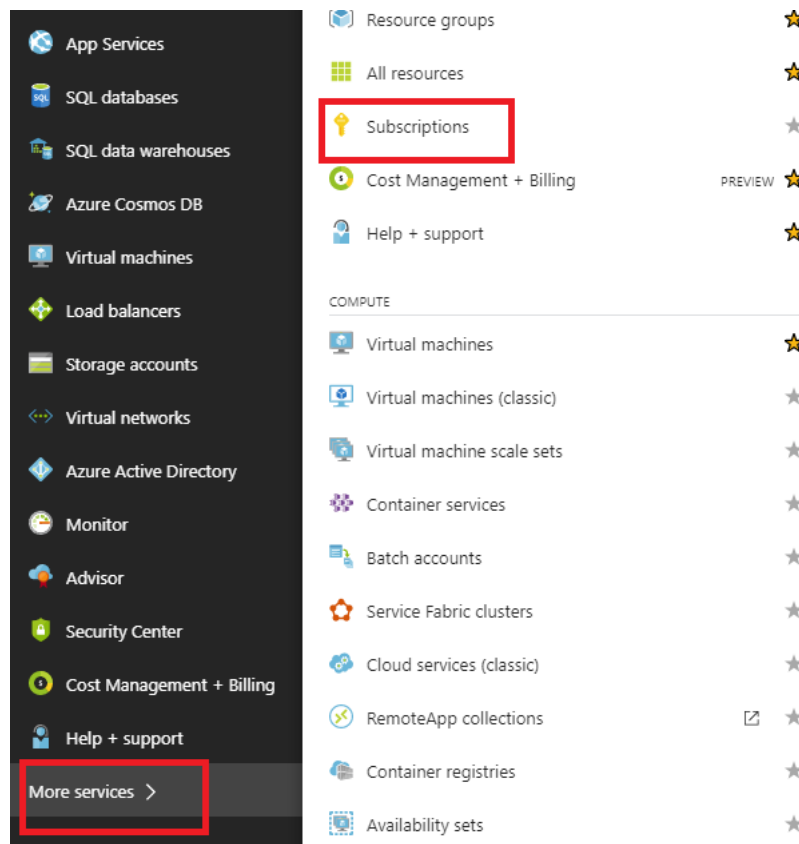 App Services
SQL databases
SQL data warehouses
Azure Cosmos DB
Virtual machines
Load balancers
Storage accounts
Virtual networks
Azure Active Directory
Monitor
Advisor
Security Center
Cost Management + Billing
Help + support
More services
Resource groups
All resources
Subscriptions
Cost Management + Billing PREVIEW
Help + support
COMPUTE
Virtual machines
Virtual machines (classic)
Virtual machine scale sets
Container services
Batch accounts
Service Fabric clusters
Cloud services (classic)
RemoteApp collections
Container registries
Availability sets